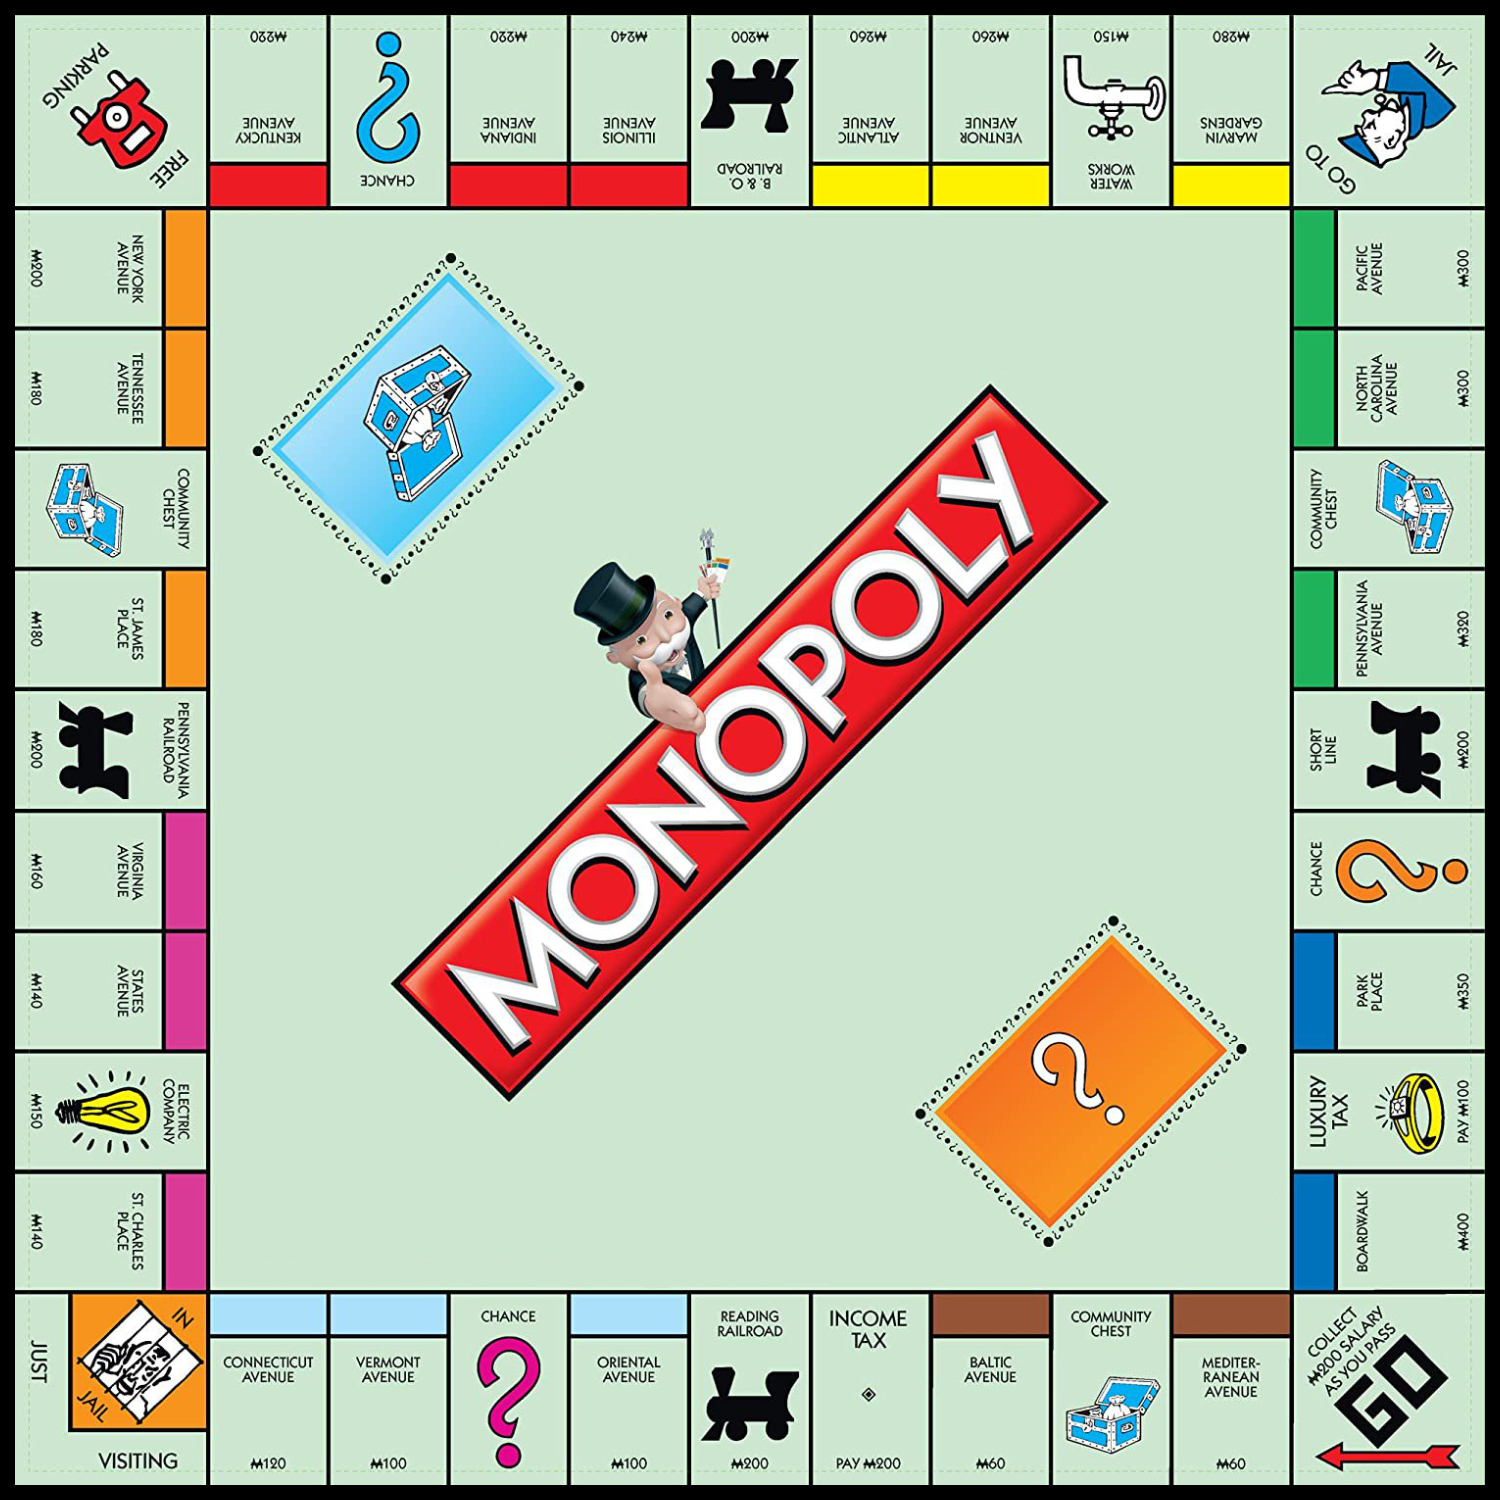 FREE
PARKING
KENTUCKY
AVENUE
₩220
CHANCE
INDIANA
AVENUE
₩220
ILLINOIS
AVENUE
₩240
B. & O.
RAILROAD
₩200
ATLANTIC
AVENUE
₩260
VENTNOR
AVENUE
₩260
WATER
WORKS
₩150
MARVIN
GARDENS
₩280
GO TO
JAIL
NEW YORK
AVENUE
₩200
TENNESSEE
AVENUE
₩180
COMMUNITY
CHEST
ST. JAMES
PLACE
₩180
PENNSYLVANIA
RAILROAD
₩200
VIRGINIA
AVENUE
₩160
STATES
AVENUE
₩140
ELECTRIC
COMPANY
₩150
ST. CHARLES
PLACE
₩140
MONOPOLY
?
PACIFIC
AVENUE
₩300
NORTH
CAROLINA
AVENUE
₩300
COMMUNITY
CHEST
PENNSYLVANIA
AVENUE
₩320
SHORT
LINE
₩200
CHANCE
PARK
PLACE
₩350
LUXURY
TAX
PAY ₩100
BOARDWALK
₩400
JUST
VISITING
IN
JAIL
CONNECTICUT
AVENUE
₩120
VERMONT
AVENUE
₩100
CHANCE
ORIENTAL
AVENUE
₩100
READING
RAILROAD
₩200
INCOME
TAX
PAY ₩200
BALTIC
AVENUE
₩60
COMMUNITY
CHEST
MEDITER-
RANEAN
AVENUE
₩60
COLLECT
₩200 SALARY
AS YOU PASS
GO